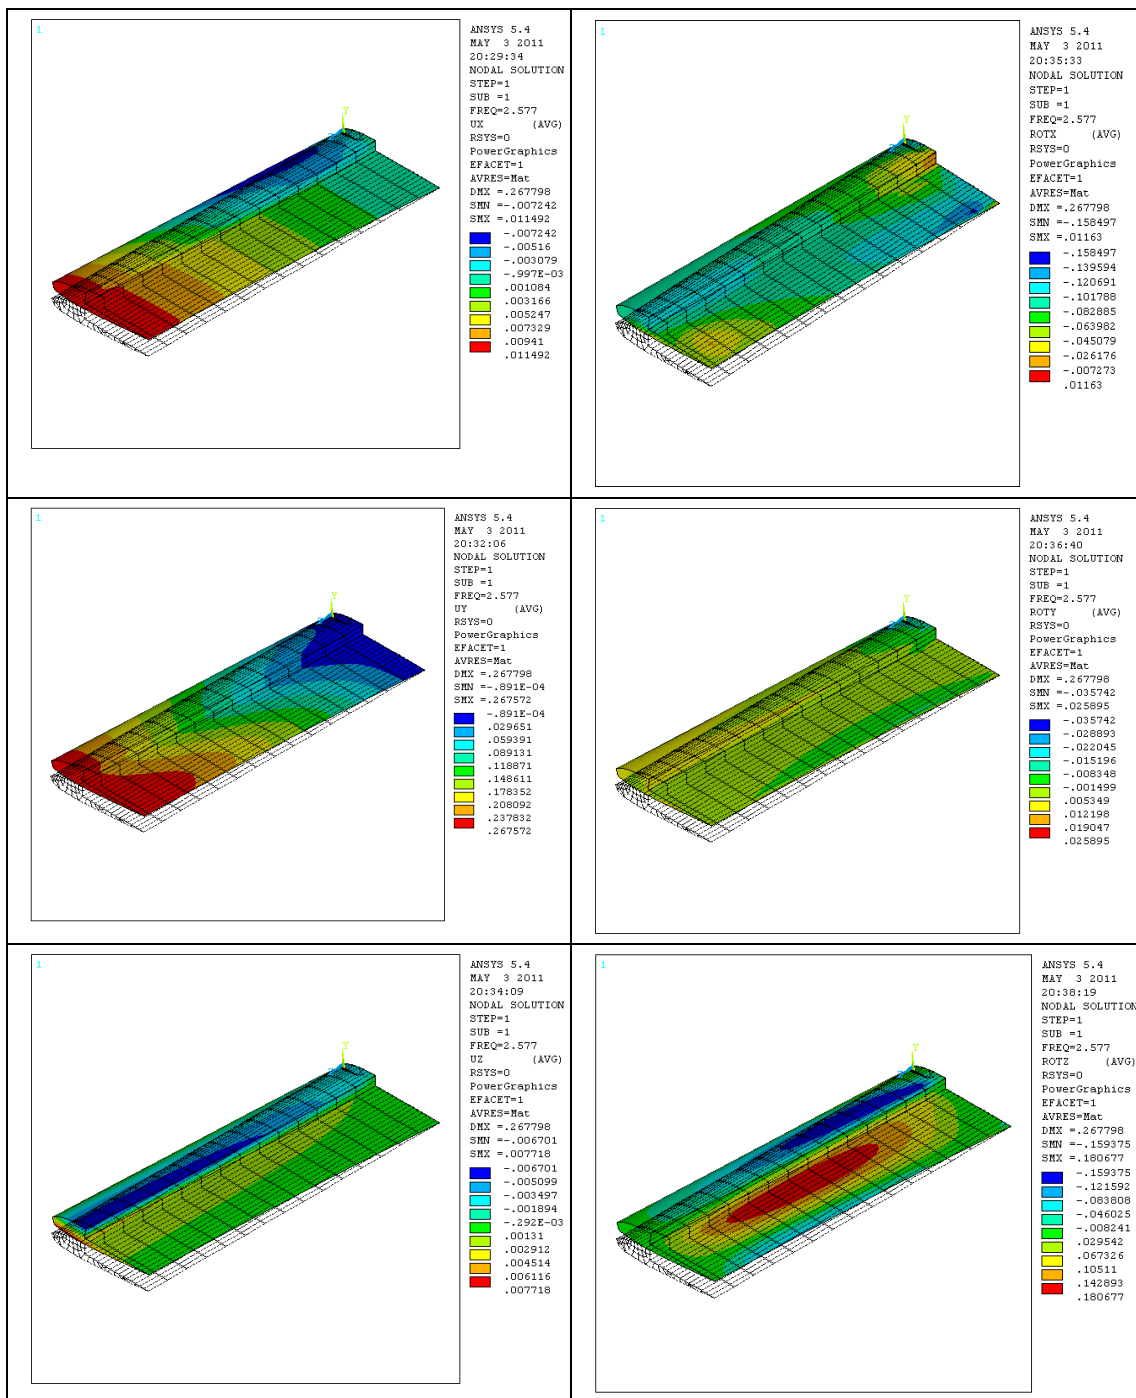 1
ANSYS 5.4
MAY  3 2011
20:29:34
NODAL SOLUTION
STEP=1
SUB =1
FREQ=2.577
UX       (AVG)
RSYS=0
PowerGraphics
EFACET=1
AVRES=Mat
DMX =.267798
SMN =-.007242
SMX =.011492
-.007242
-.00516
-.003079
-.997E-03
.001084
.003166
.005247
.007329
.00941
.011492
Y
Z
1
ANSYS 5.4
MAY  3 2011
20:35:33
NODAL SOLUTION
STEP=1
SUB =1
FREQ=2.577
ROTX     (AVG)
RSYS=0
PowerGraphics
EFACET=1
AVRES=Mat
DMX =.267798
SMN =-.158497
SMX =.01163
-.158497
-.139594
-.120691
-.101788
-.082885
-.063982
-.045079
-.026176
-.007273
.01163
Y
Z
1
ANSYS 5.4
MAY  3 2011
20:32:06
NODAL SOLUTION
STEP=1
SUB =1
FREQ=2.577
UY       (AVG)
RSYS=0
PowerGraphics
EFACET=1
AVRES=Mat
DMX =.267798
SMN =-.891E-04
SMX =.267572
-.891E-04
.029651
.059391
.089131
.118871
.148611
.178352
.208092
.237832
.267572
Y
Z
1
ANSYS 5.4
MAY  3 2011
20:36:40
NODAL SOLUTION
STEP=1
SUB =1
FREQ=2.577
ROTY     (AVG)
RSYS=0
PowerGraphics
EFACET=1
AVRES=Mat
DMX =.267798
SMN =-.035742
SMX =.025895
-.035742
-.028893
-.022045
-.015196
-.008348
-.001499
.005349
.012198
.019047
.025895
Y
Z
1
ANSYS 5.4
MAY  3 2011
20:34:09
NODAL SOLUTION
STEP=1
SUB =1
FREQ=2.577
UZ       (AVG)
RSYS=0
PowerGraphics
EFACET=1
AVRES=Mat
DMX =.267798
SMN =-.006701
SMX =.007718
-.006701
-.005099
-.003497
-.001894
-.292E-03
.00131
.002912
.004514
.006116
.007718
Y
Z
1
ANSYS 5.4
MAY  3 2011
20:38:19
NODAL SOLUTION
STEP=1
SUB =1
FREQ=2.577
ROTZ     (AVG)
RSYS=0
PowerGraphics
EFACET=1
AVRES=Mat
DMX =.267798
SMN =-.159375
SMX =.180677
-.159375
-.121592
-.083808
-.046025
-.008241
.029542
.067326
.10511
.142893
.180677
Y
Z